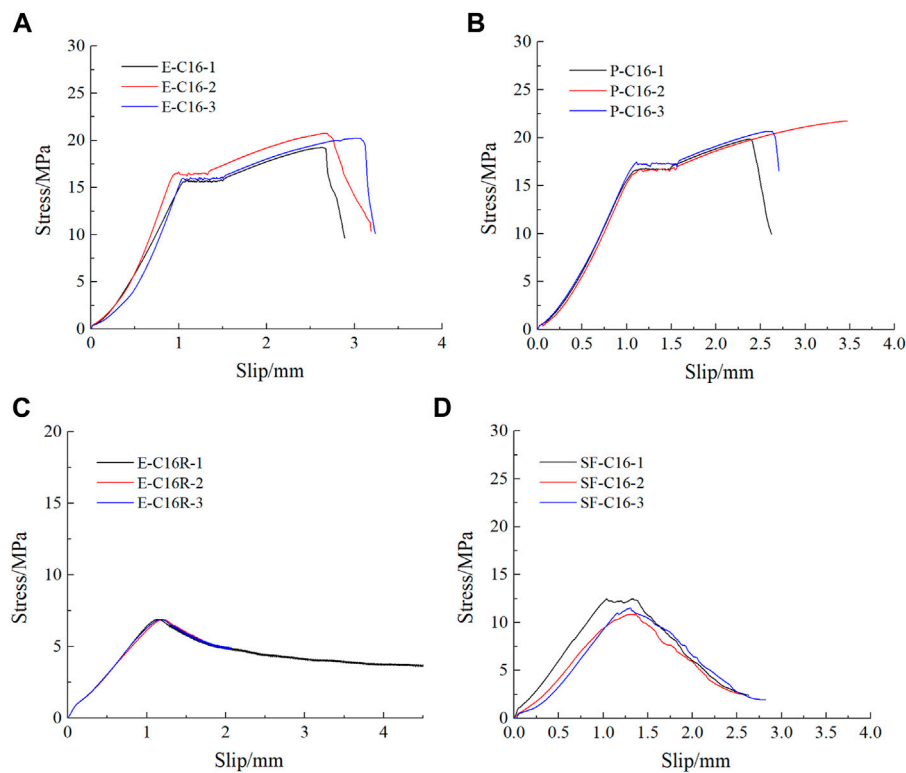 A
E-C16-1
E-C16-2
E-C16-3
30
25
20
15
10
5
0
Stress/MPa
0 1 2 3 4
Slip/mm
B
P-C16-1
P-C16-2
P-C16-3
30
25
20
15
10
5
0
Stress/MPa
0.0 0.5 1.0 1.5 2.0 2.5 3.0 3.5 4.0
Slip/mm
C
E-C16R-1
E-C16R-2
E-C16R-3
20
15
10
5
0
Stress/MPa
0 1 2 3 4
Slip/mm
D
SF-C16-1
SF-C16-2
SF-C16-3
30
25
20
15
10
5
0
Stress/MPa
0.0 0.5 1.0 1.5 2.0 2.5 3.0 3.5 4.0
Slip/mm